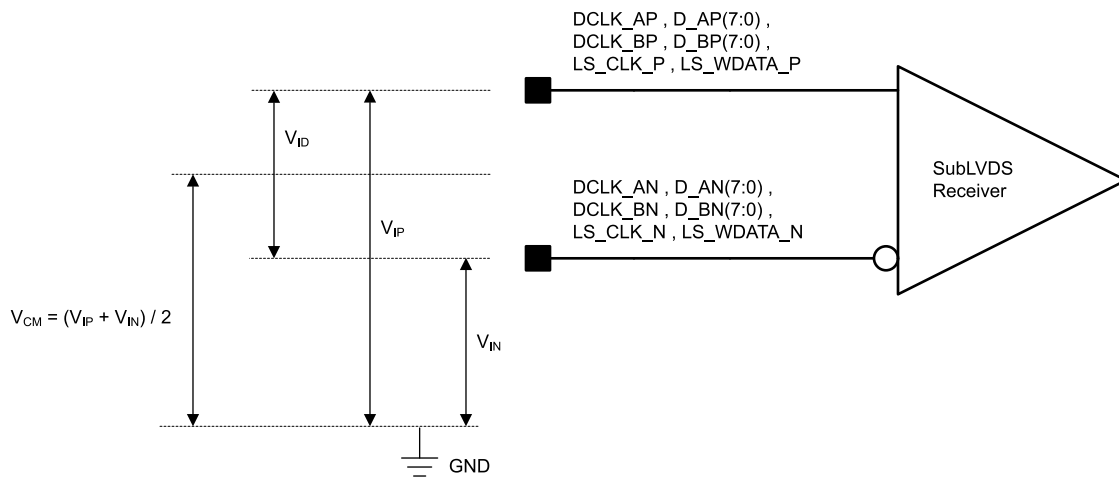 DCLK_AP , D_AP(7:0) ,
DCLK_BP , D_BP(7:0) ,
LS_CLK_P , LS_WDATA_P
V_ID
SubLVDS
Receiver
DCLK_AN , D_AN(7:0) ,
DCLK_BN , D_BN(7:0) ,
LS_CLK_N , LS_WDATA_N
V_IP
V_CM = (V_IP + V_IN) / 2
V_IN
GND